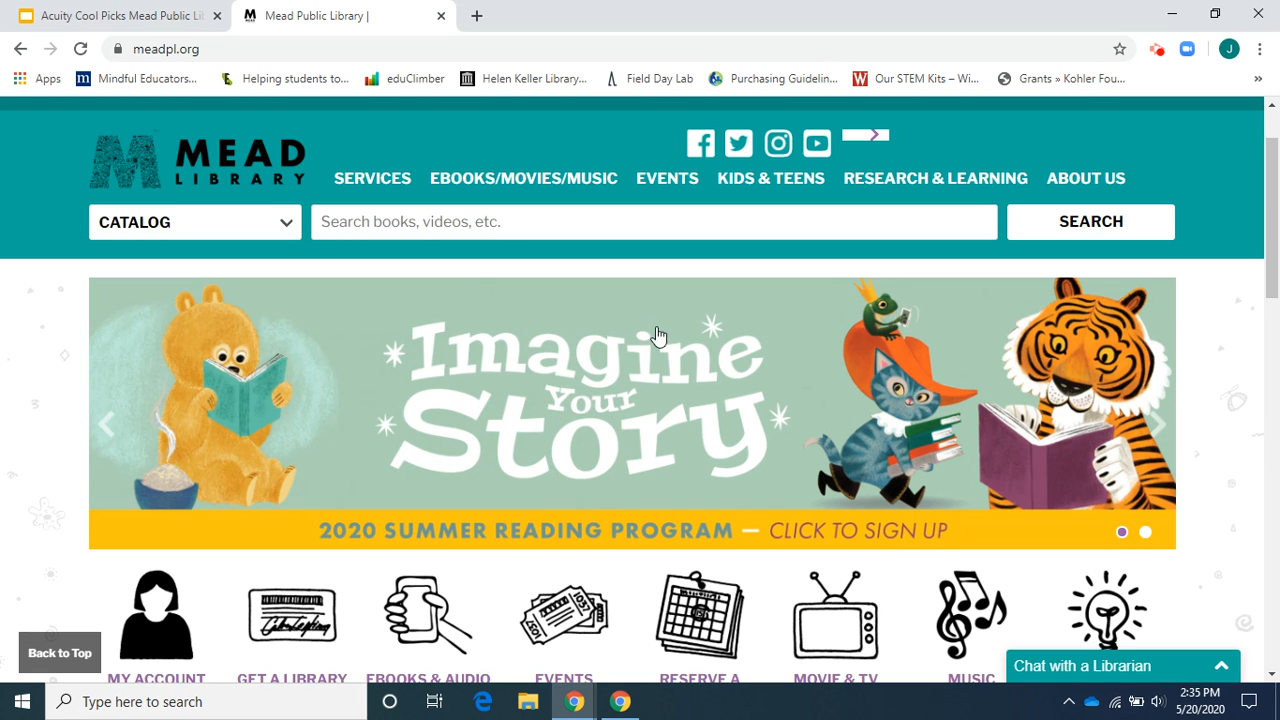 Acuity Cool Picks Mead Public Li
Mead Public Library |
meadpl.org
J
Apps
Mindful Educators...
Helping students to...
eduClimber
Helen Keller Library...
Field Day Lab
Purchasing Guidelin...
Our STEM Kits – Wi...
Grants » Kohler Fou...
MEAD
LIBRARY
SERVICES
EBOOKS/MOVIES/MUSIC
EVENTS
KIDS & TEENS
RESEARCH & LEARNING
ABOUT US
CATALOG
Search books, videos, etc.
SEARCH
Imagine
Your
Story
2020 SUMMER READING PROGRAM — CLICK TO SIGN UP
Back to Top
MY ACCOUNT
GET A LIBRARY
EBOOKS & AUDIO
EVENTS
RESERVE A
MOVIE & TV
MUSIC
Chat with a Librarian
Type here to search
2:35 PM
5/20/2020